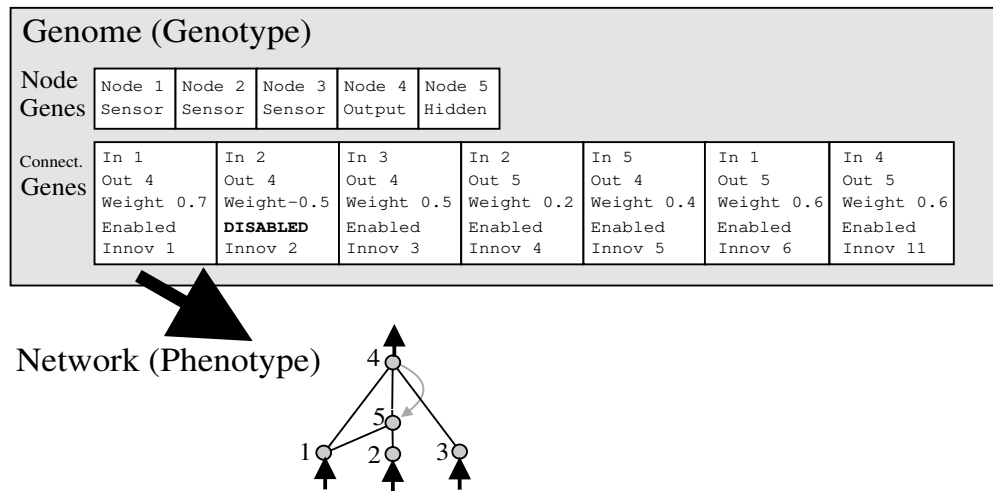 Genome (Genotype)
Node Genes
Node 1 Node 2 Node 3 Node 4 Node 5
Sensor Sensor Sensor Output Hidden
Connect. Genes
In 1 In 2 In 3 In 2 In 5 In 1 In 4
Out 4 Out 4 Out 4 Out 5 Out 4 Out 5 Out 5
Weight 0.7 Weight-0.5 Weight 0.5 Weight 0.2 Weight 0.4 Weight 0.6 Weight 0.6
Enabled DISABLED Enabled Enabled Enabled Enabled Enabled
Innov 1 Innov 2 Innov 3 Innov 4 Innov 5 Innov 6 Innov 11
Network (Phenotype)
4
5
1 2 3